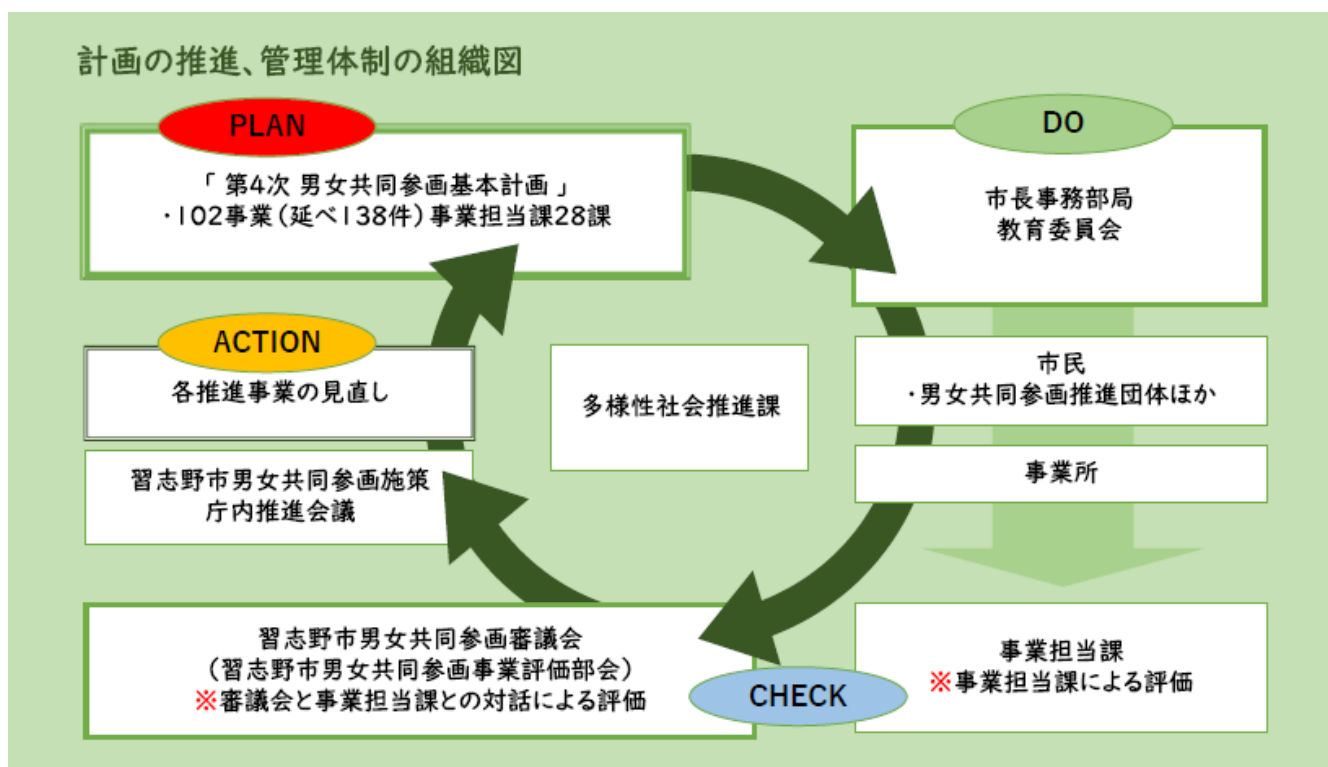 計画の推進、管理体制の組織図
PLAN
「 第4次 男女共同参画基本計画 」
・102事業(延べ138件)事業担当課28課
DO
市長事務部局
教育委員会
市民
・男女共同参画推進団体ほか
事業所
ACTION
各推進事業の見直し
習志野市男女共同参画施策
庁内推進会議
多様性社会推進課
習志野市男女共同参画審議会
(習志野市男女共同参画事業評価部会)
※審議会と事業担当課との対話による評価
CHECK
事業担当課
※事業担当課による評価